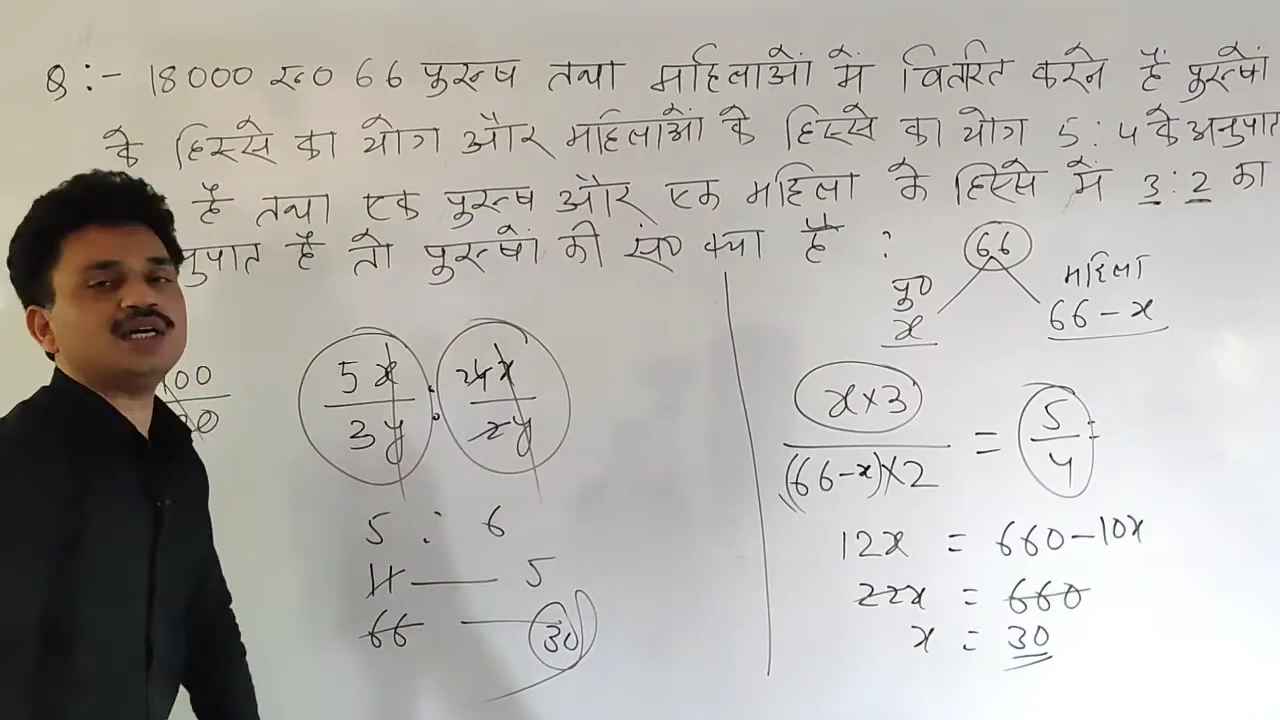 Q:- 18000 रू0 66 पुरूष तथा महिलाओं में वितरित करने हैं पुरूषों
के हिस्से का योग और महिलाओं के हिस्से का योग 5:4 के अनुपात
है तथा एक पुरूष और एक महिला के हिस्से में 3:2 का
नुपात है तो पुरूषों की सं0 क्या है ?
66
पु0 महिला
x 66-x
00
5x : 24x
3y 2y
5 : 6
11 — 5
66 — 30
x×3 = 5
(66-x)×2 4
12x = 660-10x
22x = 660
x = 30